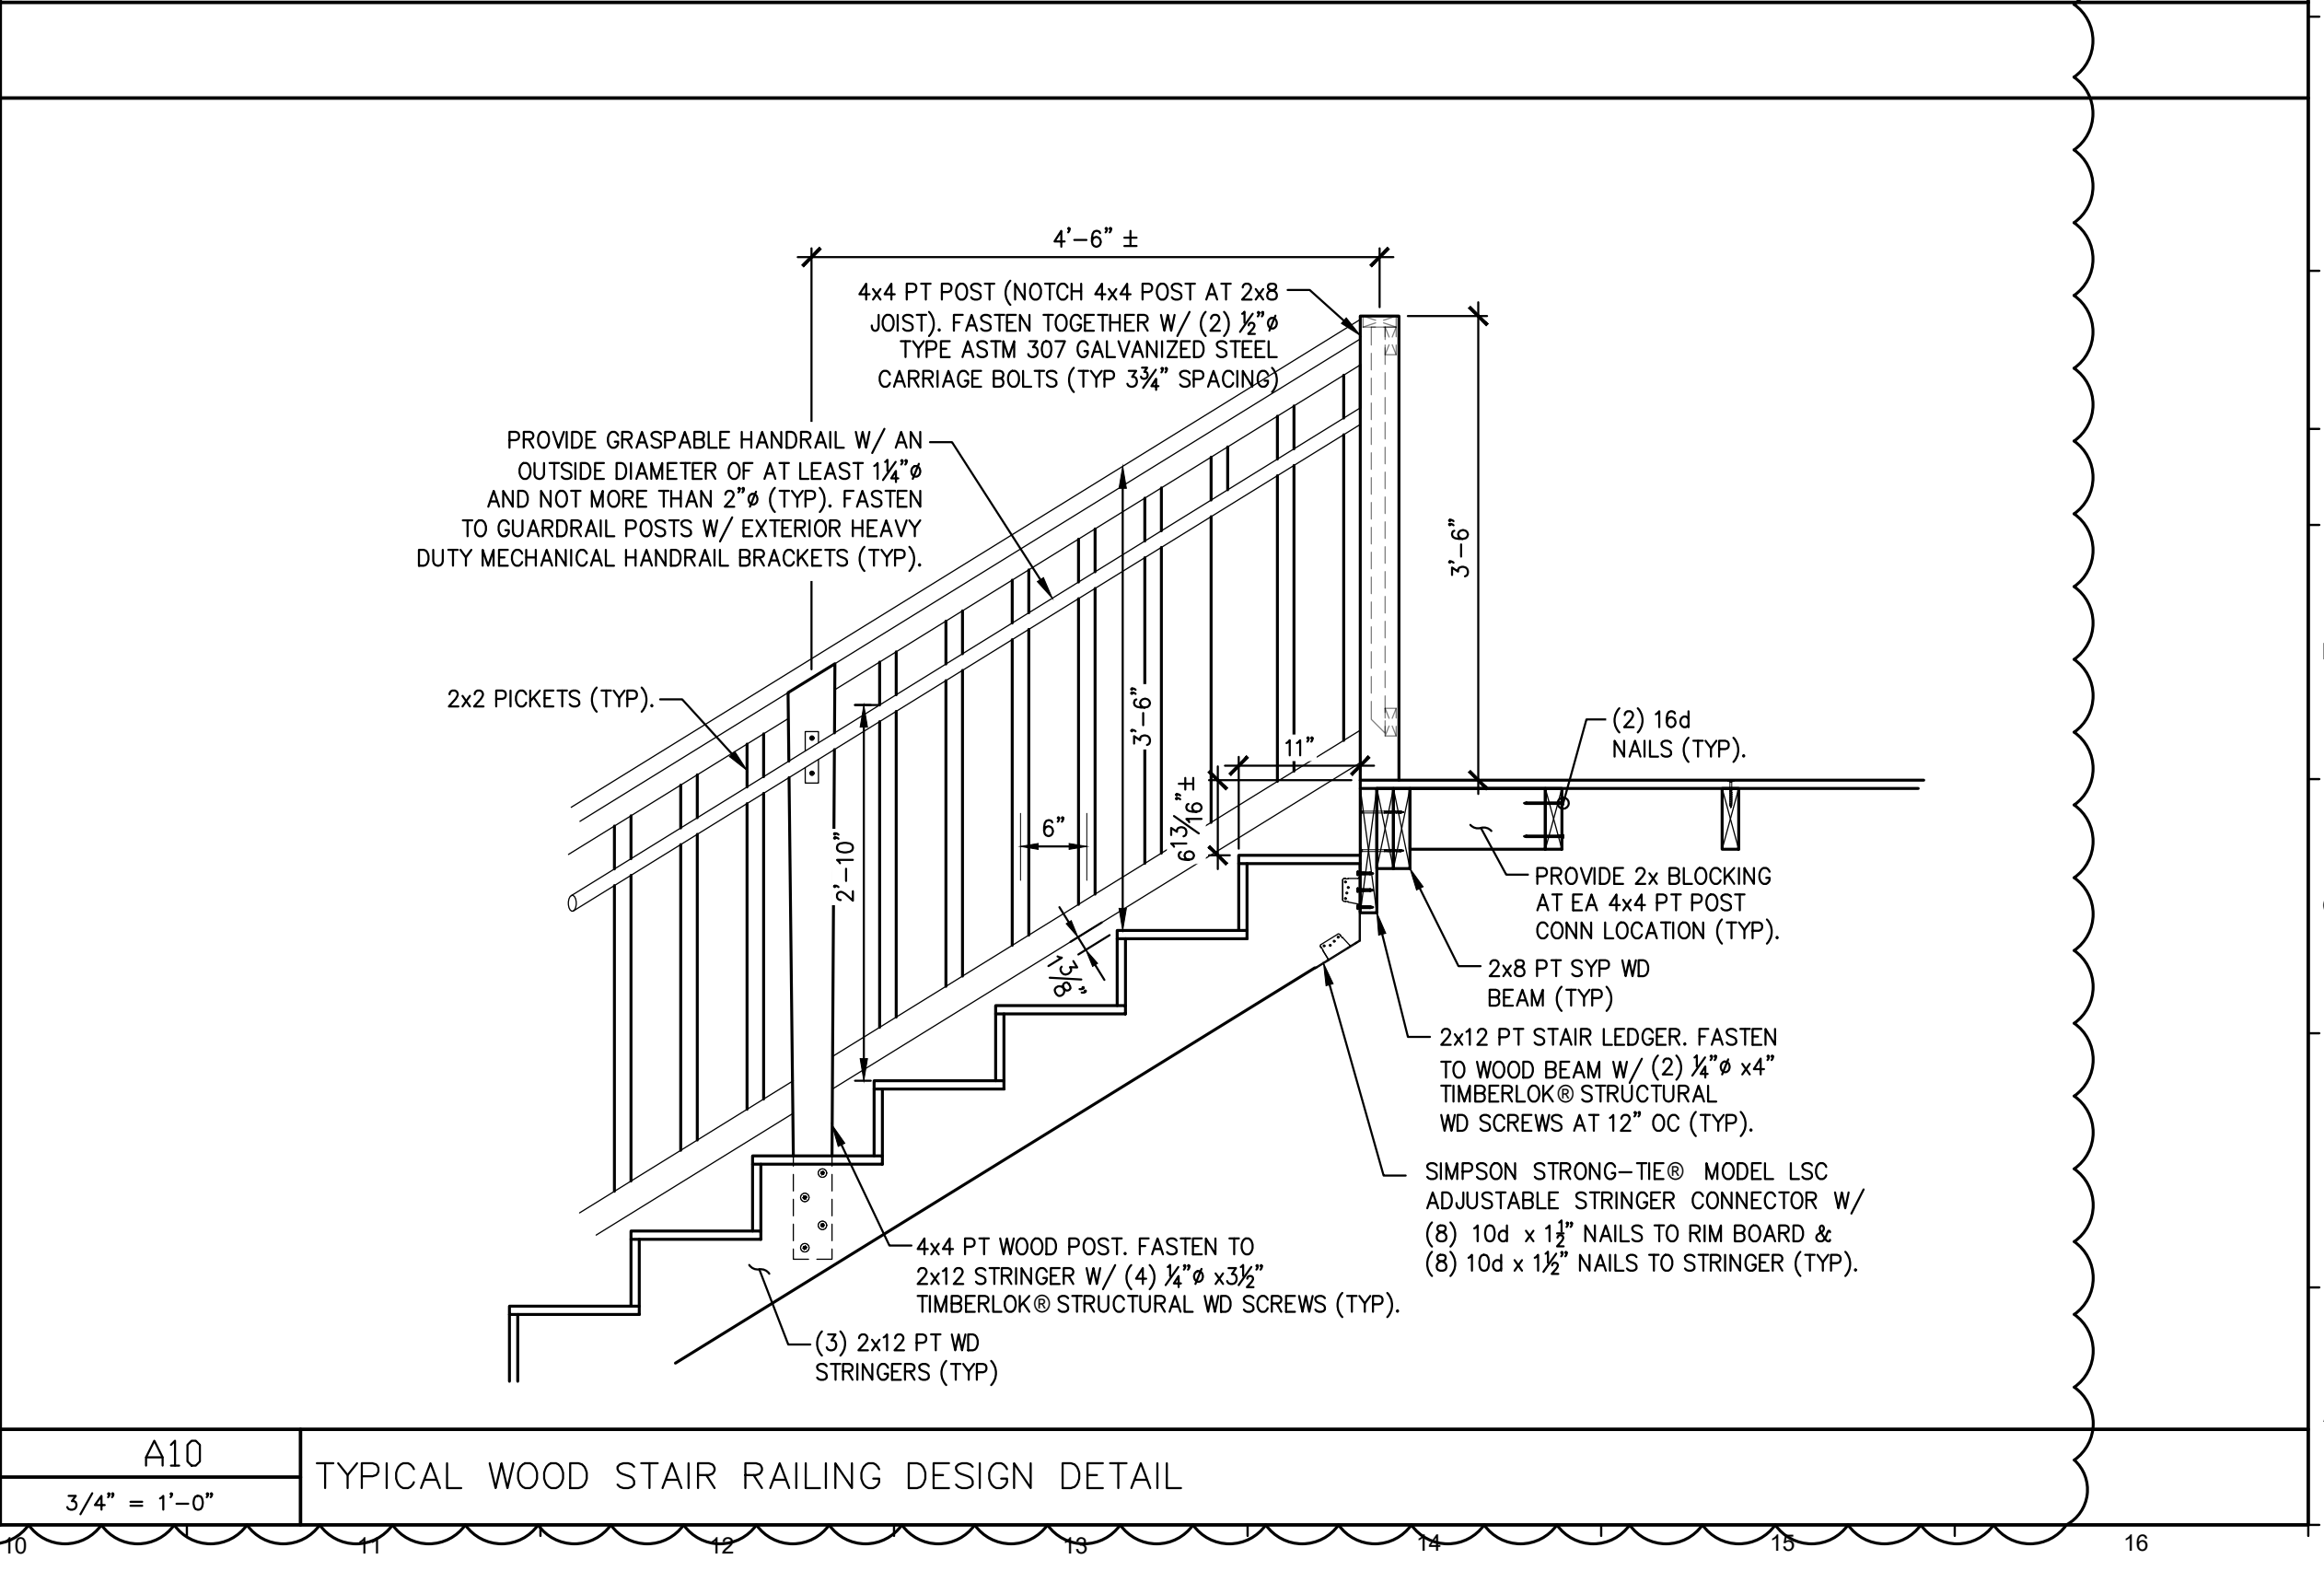 4'-6" ±
4x4 PT POST (NOTCH 4x4 POST AT 2x8
JOIST). FASTEN TOGETHER W/ (2) ½"ø
TYPE ASTM 307 GALVANIZED STEEL
CARRIAGE BOLTS (TYP 3¾" SPACING)
PROVIDE GRASPABLE HANDRAIL W/ AN
OUTSIDE DIAMETER OF AT LEAST 1¼"ø
AND NOT MORE THAN 2"ø (TYP). FASTEN
TO GUARDRAIL POSTS W/ EXTERIOR HEAVY
DUTY MECHANICAL HANDRAIL BRACKETS (TYP).
3'-6"
2x2 PICKETS (TYP).
3'-6"
11"
(2) 16d
NAILS (TYP).
6 13/16"±
6"
2'-10"
1 3/8"
PROVIDE 2x BLOCKING
AT EA 4x4 PT POST
CONN LOCATION (TYP).
2x8 PT SYP WD
BEAM (TYP)
2x12 PT STAIR LEDGER. FASTEN
TO WOOD BEAM W/ (2) ¼"ø x4"
TIMBERLOK® STRUCTURAL
WD SCREWS AT 12" OC (TYP).
SIMPSON STRONG-TIE® MODEL LSC
ADJUSTABLE STRINGER CONNECTOR W/
(8) 10d x 1½" NAILS TO RIM BOARD &
(8) 10d x 1½" NAILS TO STRINGER (TYP).
4x4 PT WOOD POST. FASTEN TO
2x12 STRINGER W/ (4) ¼"ø x3½"
TIMBERLOK® STRUCTURAL WD SCREWS (TYP).
(3) 2x12 PT WD
STRINGERS (TYP)
A10
3/4" = 1'-0"
TYPICAL WOOD STAIR RAILING DESIGN DETAIL
10 11 12 13 14 15 16